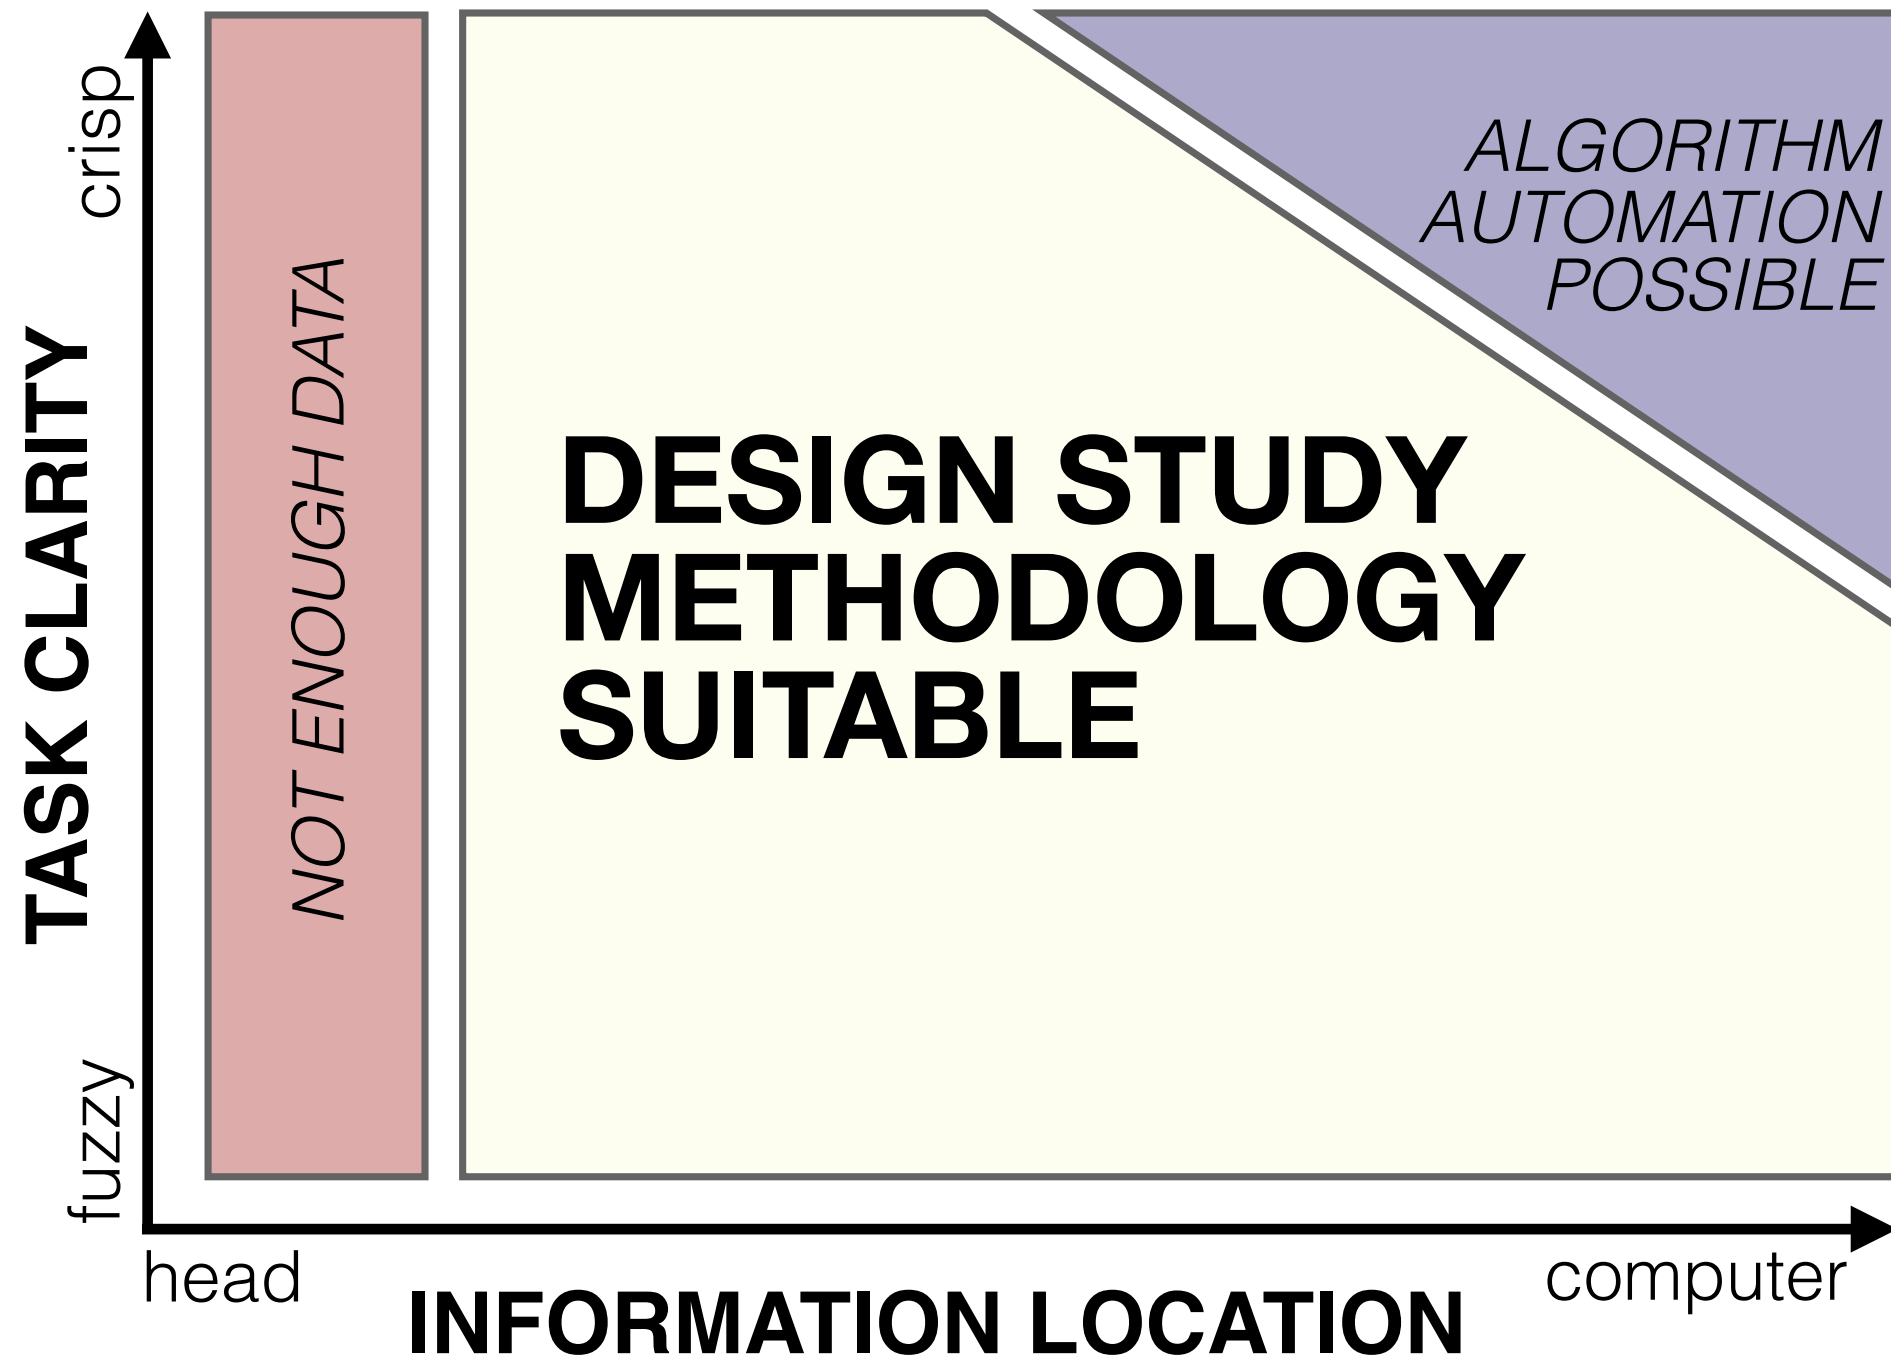 crisp
TASK CLARITY
fuzzy
NOT ENOUGH DATA
DESIGN STUDY
METHODOLOGY
SUITABLE
ALGORITHM
AUTOMATION
POSSIBLE
head
INFORMATION LOCATION
computer